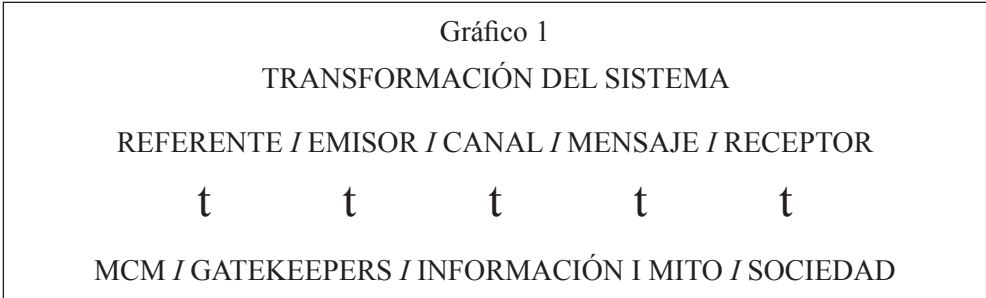 Gráfico 1
TRANSFORMACIÓN DEL SISTEMA
REFERENTE I EMISOR I CANAL I MENSAJE I RECEPTOR
t t t t t
MCM I GATEKEEPERS I INFORMACIÓN I MITO I SOCIEDAD